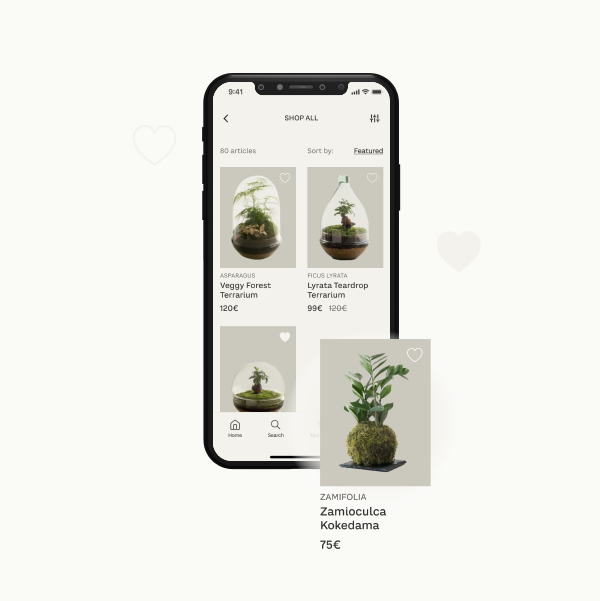 9:41
SHOP ALL
80 articles
Sort by:
Featured
ASPARAGUS
Veggy Forest
Terrarium
120€
FICUS LYRATA
Lyrata Teardrop
Terrarium
99€ 120€
Home
Search
ZAMIFOLIA
Zamioculca
Kokedama
75€